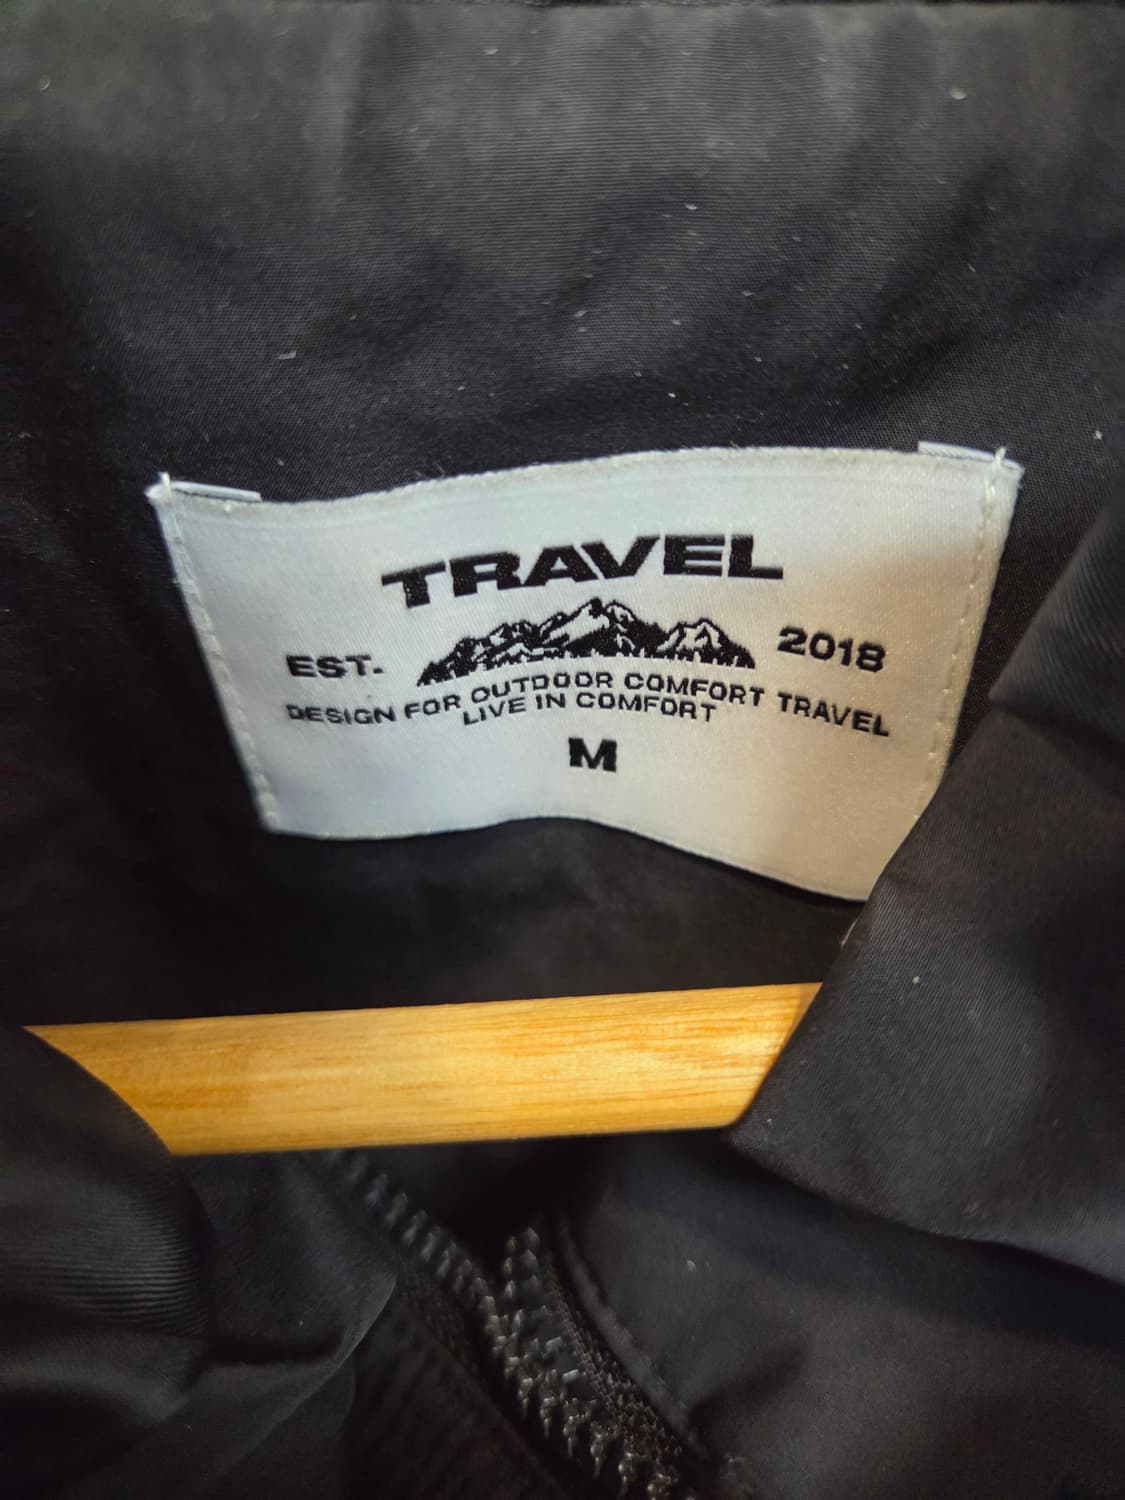 TRAVEL
EST. 2018
DESIGN FOR OUTDOOR COMFORT TRAVEL
LIVE IN COMFORT
M